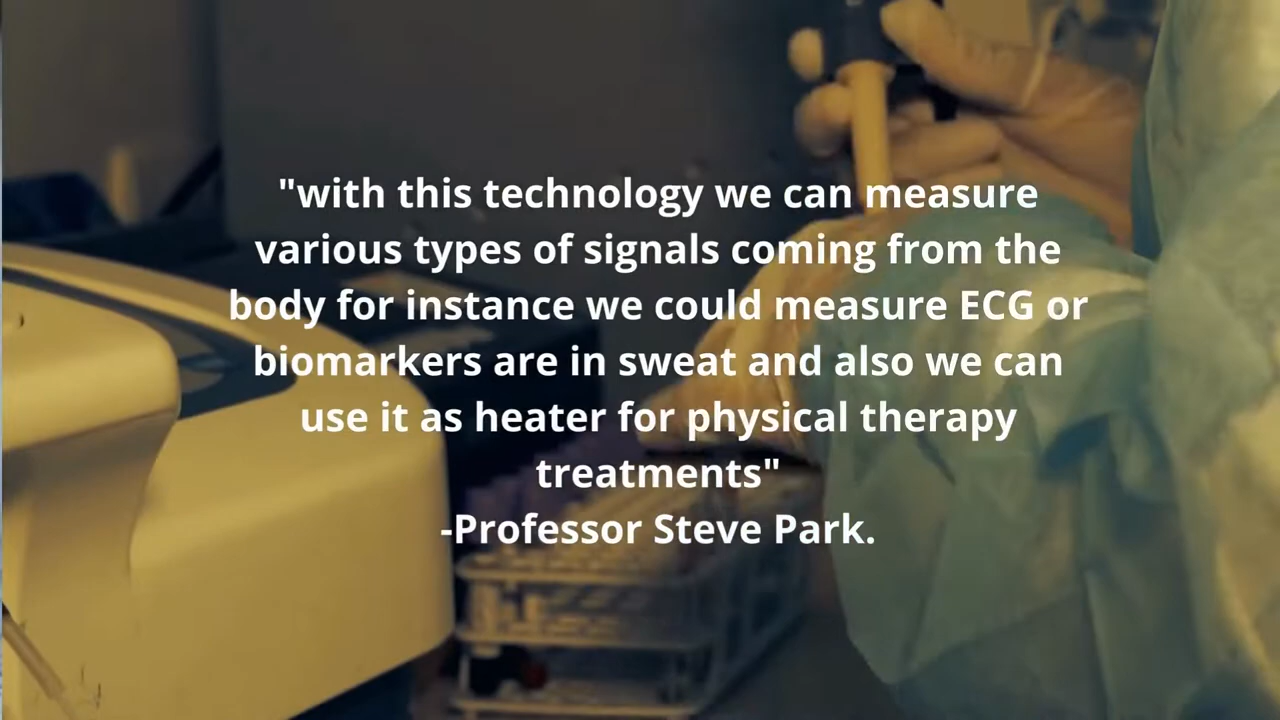 "with this technology we can measure
various types of signals coming from the
body for instance we could measure ECG or
biomarkers are in sweat and also we can
use it as heater for physical therapy
treatments"
-Professor Steve Park.